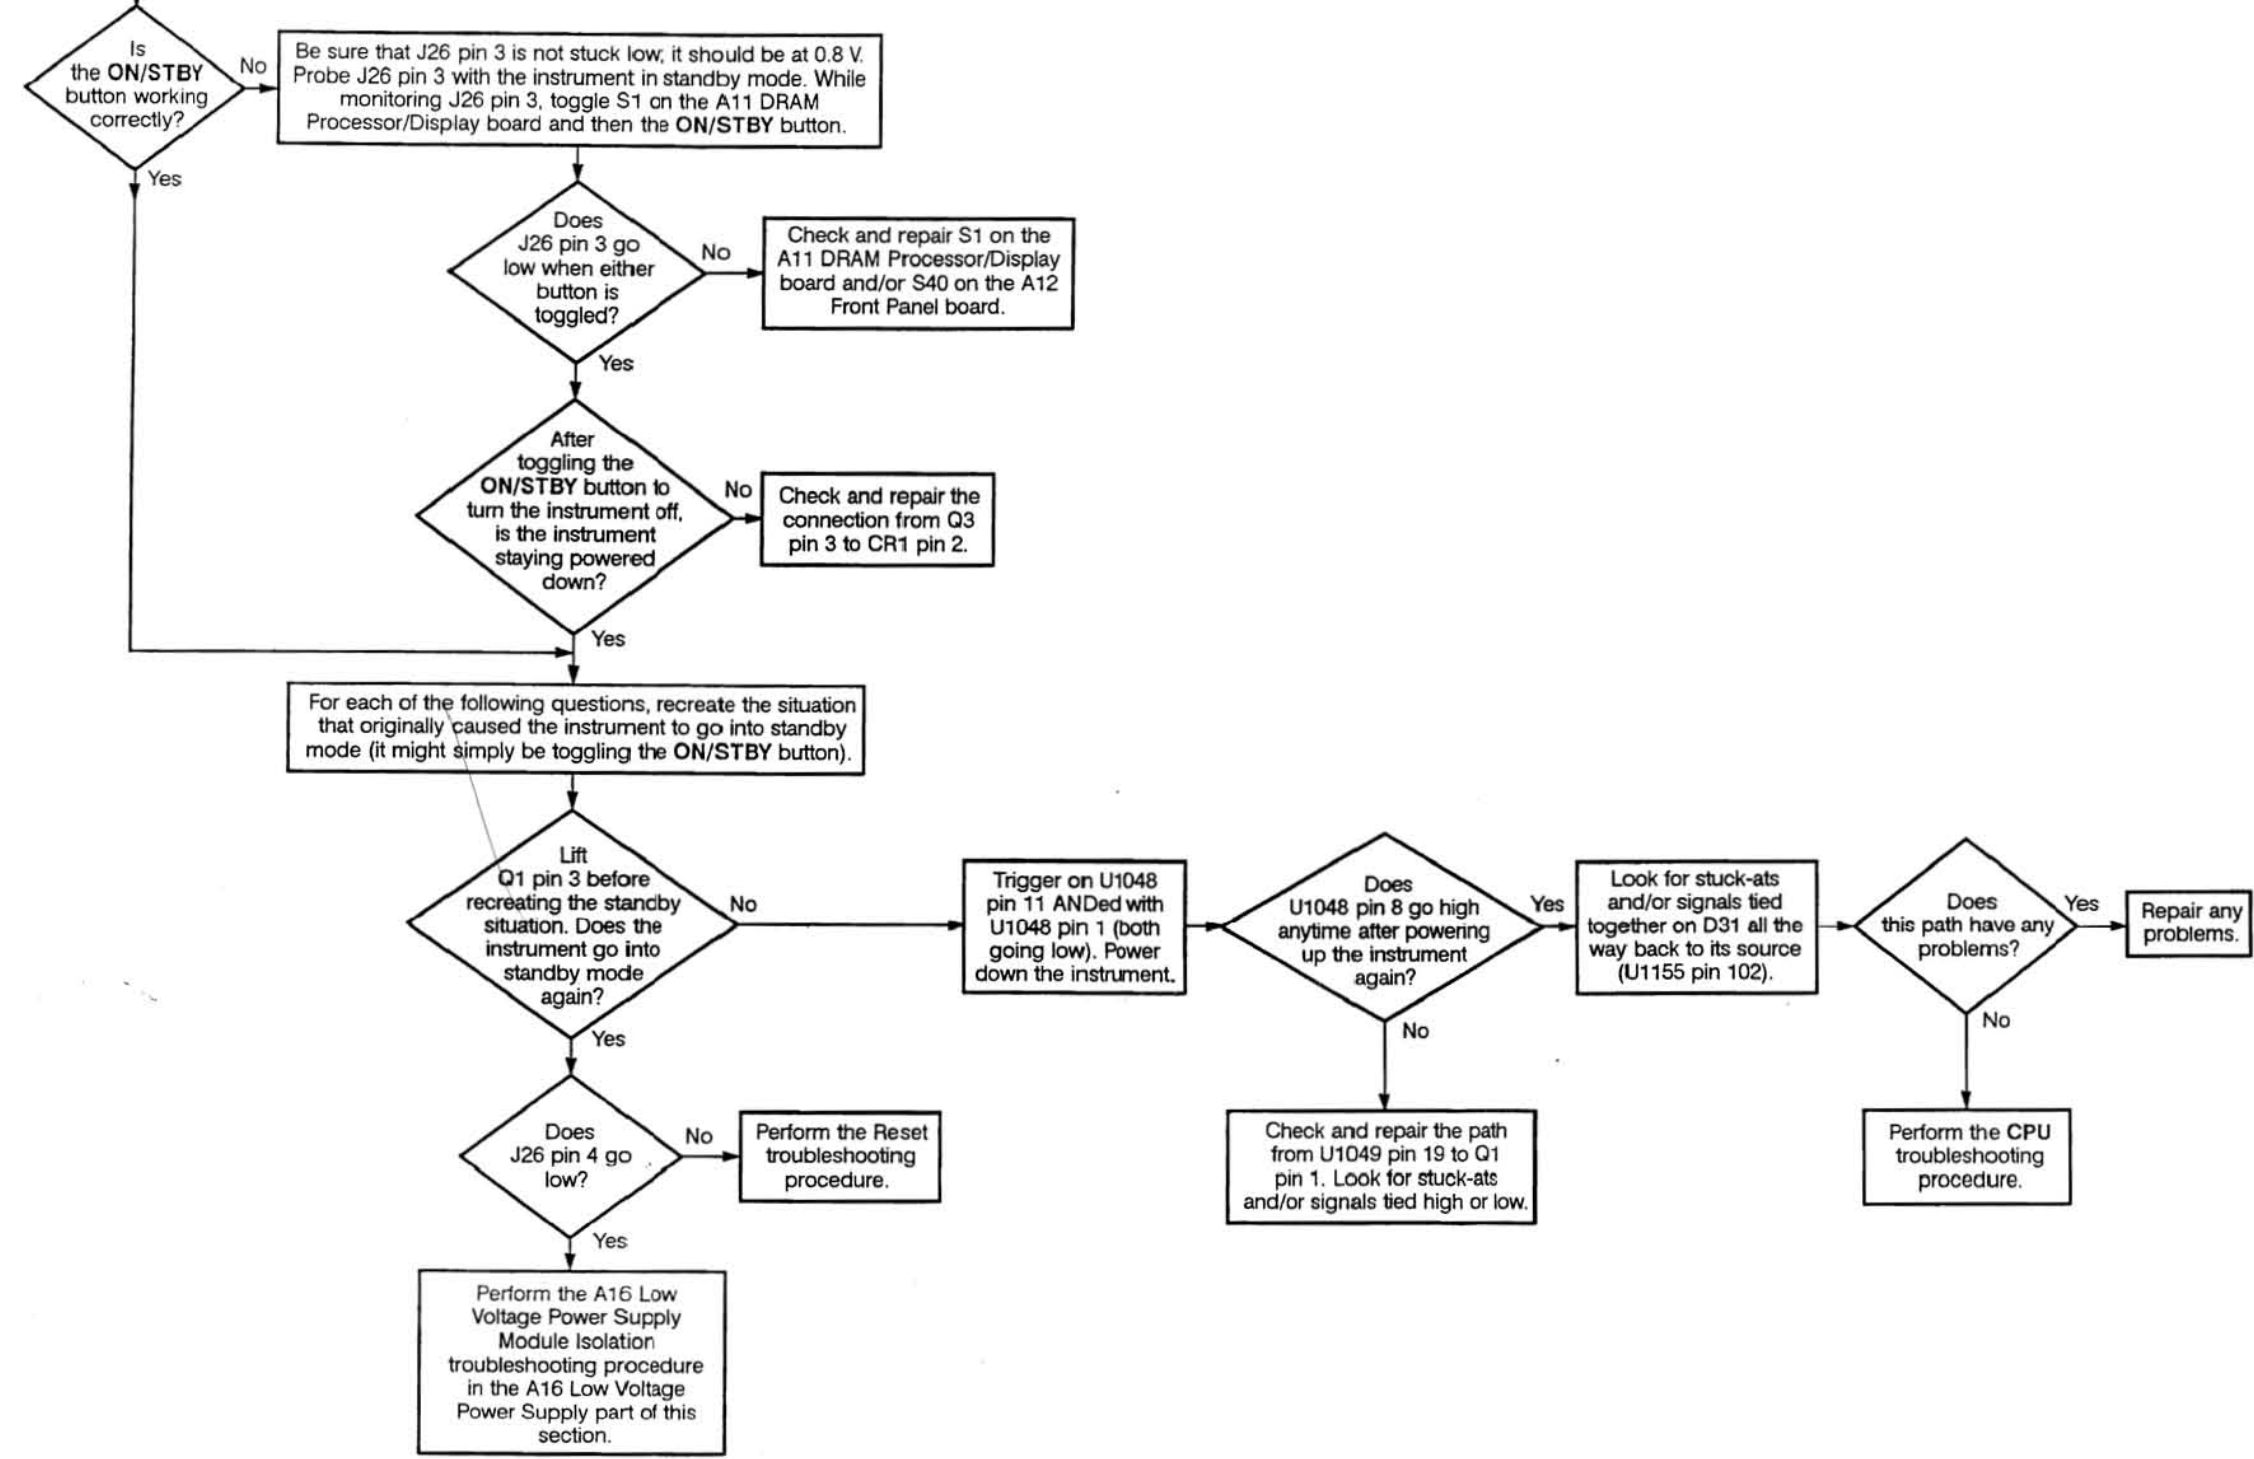 Is
the ON/STBY
button working
correctly?
No
Yes
Be sure that J26 pin 3 is not stuck low; it should be at 0.8 V.
Probe J26 pin 3 with the instrument in standby mode. While
monitoring J26 pin 3, toggle S1 on the A11 DRAM
Processor/Display board and then the ON/STBY button.
Does
J26 pin 3 go
low when either
button is
toggled?
No
Yes
Check and repair S1 on the
A11 DRAM Processor/Display
board and/or S40 on the A12
Front Panel board.
After
toggling the
ON/STBY button to
turn the instrument off,
is the instrument
staying powered
down?
No
Yes
Check and repair the
connection from Q3
pin 3 to CR1 pin 2.
For each of the following questions, recreate the situation
that originally caused the instrument to go into standby
mode (it might simply be toggling the ON/STBY button).
Lift
Q1 pin 3 before
recreating the standby
situation. Does the
instrument go into
standby mode
again?
No
Yes
Trigger on U1048
pin 11 ANDed with
U1048 pin 1 (both
going low). Power
down the instrument.
Does
U1048 pin 8 go high
anytime after powering
up the instrument
again?
Yes
No
Look for stuck-ats
and/or signals tied
together on D31 all the
way back to its source
(U1155 pin 102).
Does
this path have any
problems?
Yes
No
Repair any
problems.
Does
J26 pin 4 go
low?
No
Yes
Perform the Reset
troubleshooting
procedure.
Check and repair the path
from U1049 pin 19 to Q1
pin 1. Look for stuck-ats
and/or signals tied high or low.
Perform the CPU
troubleshooting
procedure.
Perform the A16 Low
Voltage Power Supply
Module Isolation
troubleshooting procedure
in the A16 Low Voltage
Power Supply part of this
section.